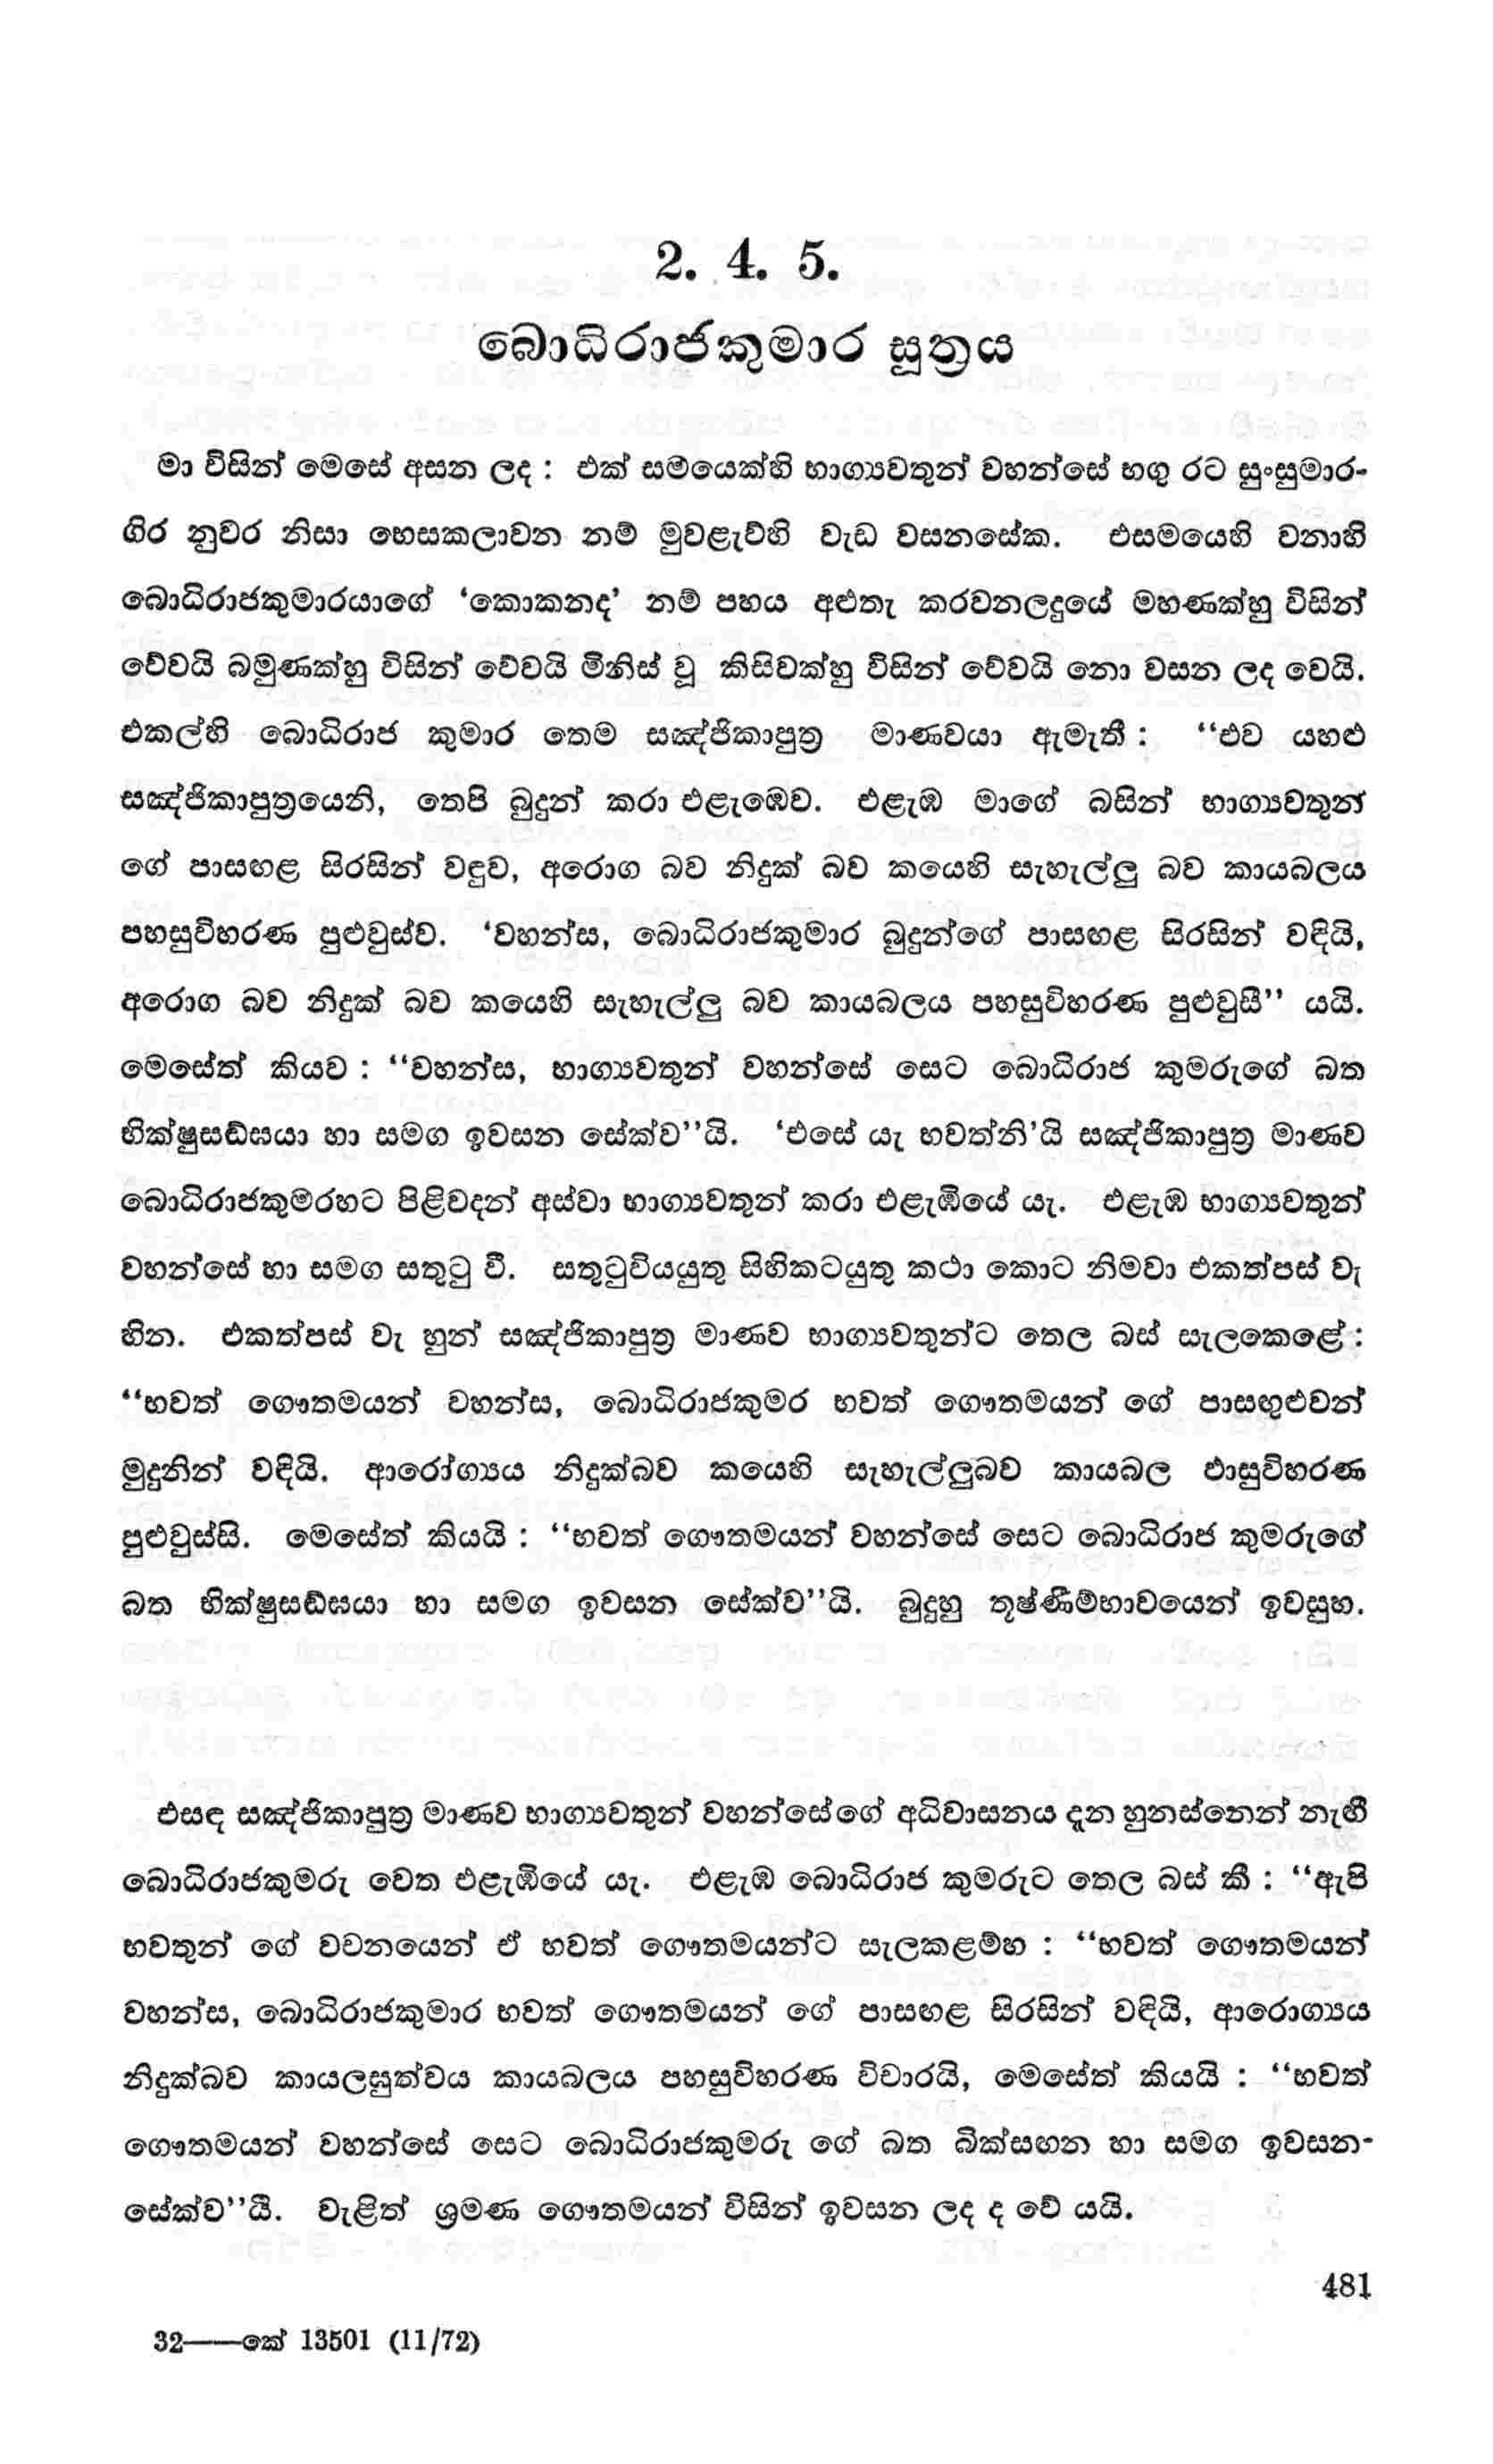 2. 4. 5.
බොධිරාජකුමාර සූත්‍රය
මා විසින් මෙසේ අසන ලද : එක් සමයෙක්හි භාග්‍යවතුන් වහන්සේ භගු රට සුංසුමාර-
ගිර නුවර නිසා භෙසකලාවන නම් මුවළැව්හි වැඩ වසනසේක. එසමයෙහි වනාහි
බොධිරාජකුමාරයාගේ ‘කොකනද’ නම් පහය අළුතැ කරවනලදුයේ මහණක්හු විසින්
වේවයි බමුණක්හු විසින් වේවයි මිනිස් වූ කිසිවක්හු විසින් වේවයි නො වසන ලද වෙයි.
එකල්හි බොධිරාජ කුමාර තෙම සඤ්ජිකාපුත්‍ර මාණවයා ඇමැතී : “එව යහළු
සඤ්ජිකාපුත්‍රයෙනි, තෙපි බුදුන් කරා එළැඹෙව. එළැඹ මාගේ බසින් භාග්‍යවතුන්
ගේ පාසඟළ සිරසින් වඳුව, අරොග බව නිදුක් බව කයෙහි සැහැල්ලු බව කායබලය
පහසුවිහරණ පුළුවුස්ව. ‘වහන්ස, බොධිරාජකුමාර බුදුන්ගේ පාසඟළ සිරසින් වඳියි,
අරොග බව නිදුක් බව කයෙහි සැහැල්ලු බව කායබලය පහසුවිහරණ පුළුවුසී” යයි.
මෙසේත් කියව : “වහන්ස, භාග්‍යවතුන් වහන්සේ සෙට බොධිරාජ කුමරුගේ බත
භික්ෂුසඬ්ඝයා හා සමග ඉවසන සේක්ව”යි. ‘එසේ යැ භවත්නි’යි සඤ්ජිකාපුත්‍ර මාණව
බොධිරාජකුමරහට පිළිවදන් අස්වා භාග්‍යවතුන් කරා එළැඹියේ යැ. එළැඹ භාග්‍යවතුන්
වහන්සේ හා සමග සතුටු වී. සතුටුවියයුතු සිහිකටයුතු කථා කොට නිමවා එකත්පස් වැ
හින. එකත්පස් වැ හුන් සඤ්ජිකාපුත්‍ර මාණව භාග්‍යවතුන්ට තෙල බස් සැලකෙළේ :
“භවත් ගෞතමයන් වහන්ස, බොධිරාජකුමර භවත් ගෞතමයන් ගේ පාසඟුළුවන්
මුදුනින් වඳියි. ආරෝග්‍යය නිදුක්බව කයෙහි සැහැල්ලුබව කායබල ඵාසුවිහරණ
පුළුවුස්සි. මෙසේත් කියයි : “භවත් ගෞතමයන් වහන්සේ සෙට බොධිරාජ කුමරුගේ
බත භික්ෂුසඬ්ඝයා හා සමග ඉවසන සේක්ව”යි. බුදුහු තූෂ්ණීම්භාවයෙන් ඉවසූහ.
එසඳ සඤ්ජිකාපුත්‍ර මාණව භාග්‍යවතුන් වහන්සේගේ අධිවාසනය දැන හුනස්නෙන් නැඟී
බොධිරාජකුමරු වෙත එළැඹියේ යැ. එළැඹ බොධිරාජ කුමරුට තෙල බස් කී : “ඇපි
භවතුන් ගේ වචනයෙන් ඒ භවත් ගෞතමයන්ට සැලකළම්හ : “භවත් ගෞතමයන්
වහන්ස, බොධිරාජකුමාර භවත් ගෞතමයන් ගේ පාසඟළ සිරසින් වඳියි, ආරොග්‍යය
නිදුක්බව කායලඝුත්වය කායබලය පහසුවිහරණ විචාරයි, මෙසේත් කියයි : “භවත්
ගෞතමයන් වහන්සේ සෙට බොධිරාජකුමරු ගේ බත බික්සඟන හා සමග ඉවසන-
සේක්ව”යී. වැළිත් ශ්‍රමණ ගෞතමයන් විසින් ඉවසන ලද ද වේ යයි.
481
32——කේ 13501 (11/72)